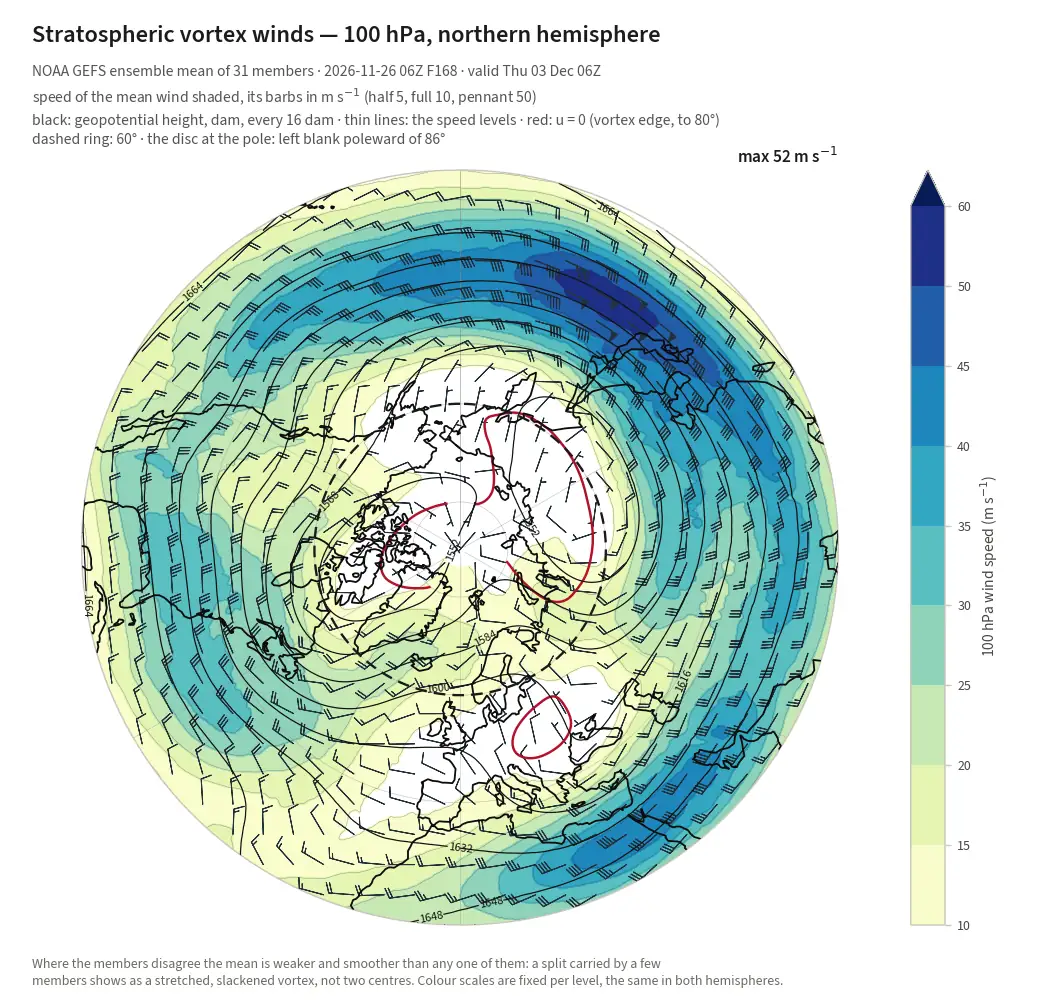 Stratospheric vortex winds — 100 hPa, northern hemisphere
NOAA GEFS ensemble mean of 31 members · 2026-11-26 06Z F168 · valid Thu 03 Dec 06Z
speed of the mean wind shaded, its barbs in m s⁻¹ (half 5, full 10, pennant 50)
black: geopotential height, dam, every 16 dam · thin lines: the speed levels · red: u = 0 (vortex edge, to 80°)
dashed ring: 60° · the disc at the pole: left blank poleward of 86°
max 52 m s⁻¹
1664
1664
1568
1552
1552
1664
1584
1600
1616
1632
1648
1648
60
50
45
40
35
30
25
20
15
10
100 hPa wind speed (m s⁻¹)
Where the members disagree the mean is weaker and smoother than any one of them: a split carried by a few
members shows as a stretched, slackened vortex, not two centres. Colour scales are fixed per level, the same in both hemispheres.